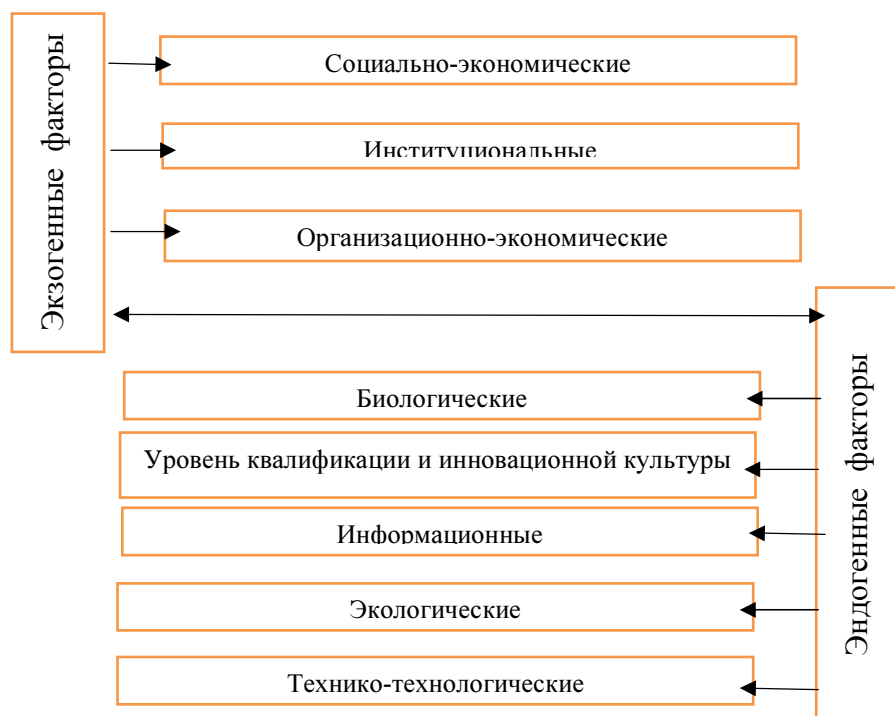 Экзогенные факторы
Социально-экономические
Институциональные
Организационно-экономические
Эндогенные факторы
Биологические
Уровень квалификации и инновационной культуры
Информационные
Экологические
Технико-технологические